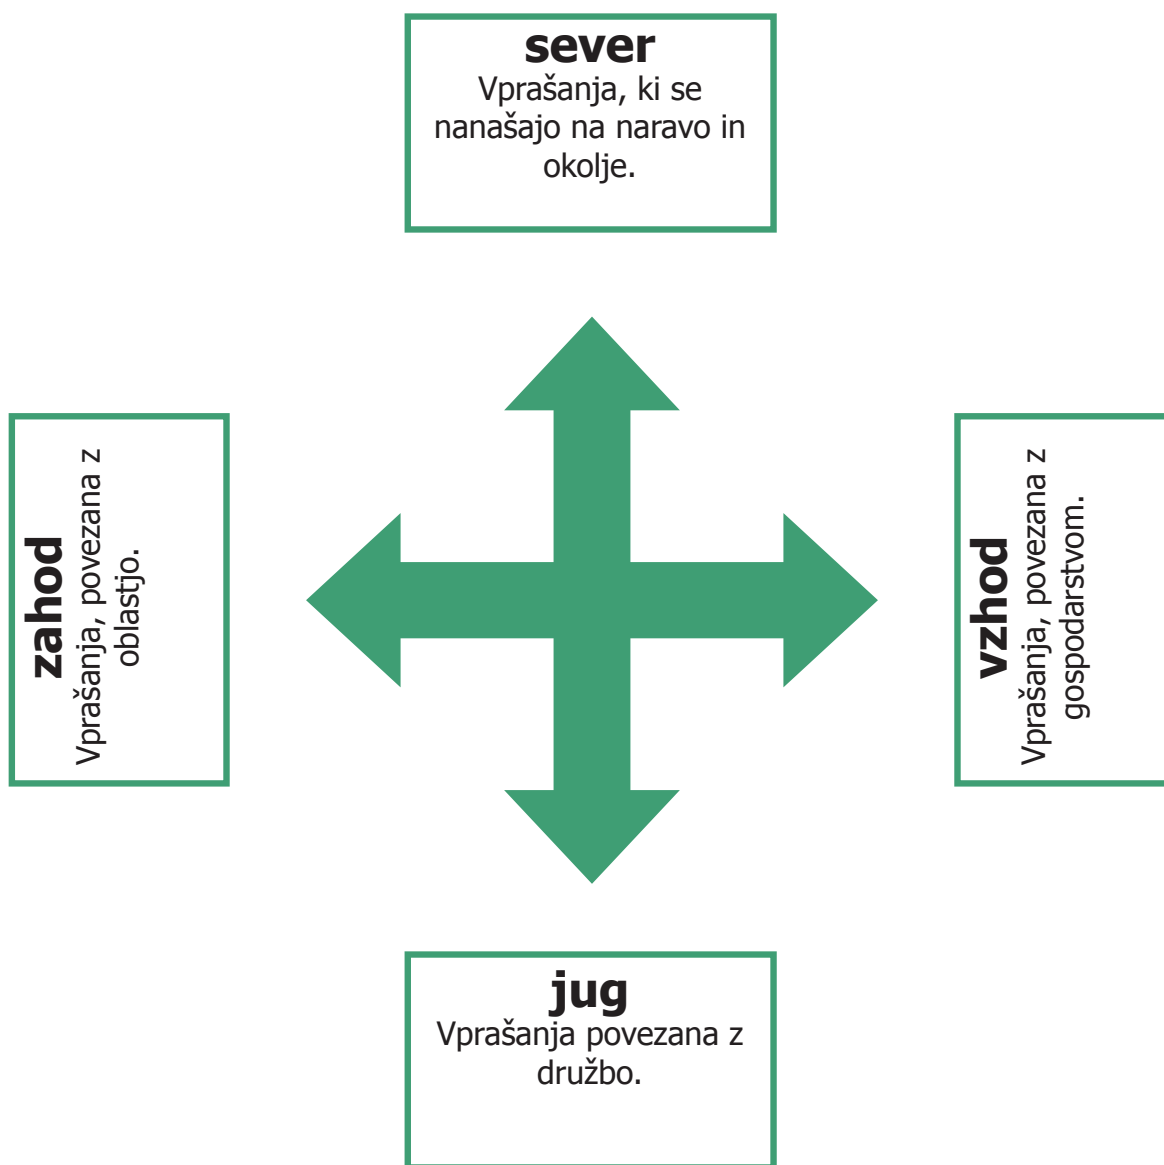 sever
Vprašanja, ki se
nanašajo na naravo in
okolje.
zahod
Vprašanja, povezana z
oblastjo.
vzhod
Vprašanja, povezana z
gospodarstvom.
jug
Vprašanja povezana z
družbo.